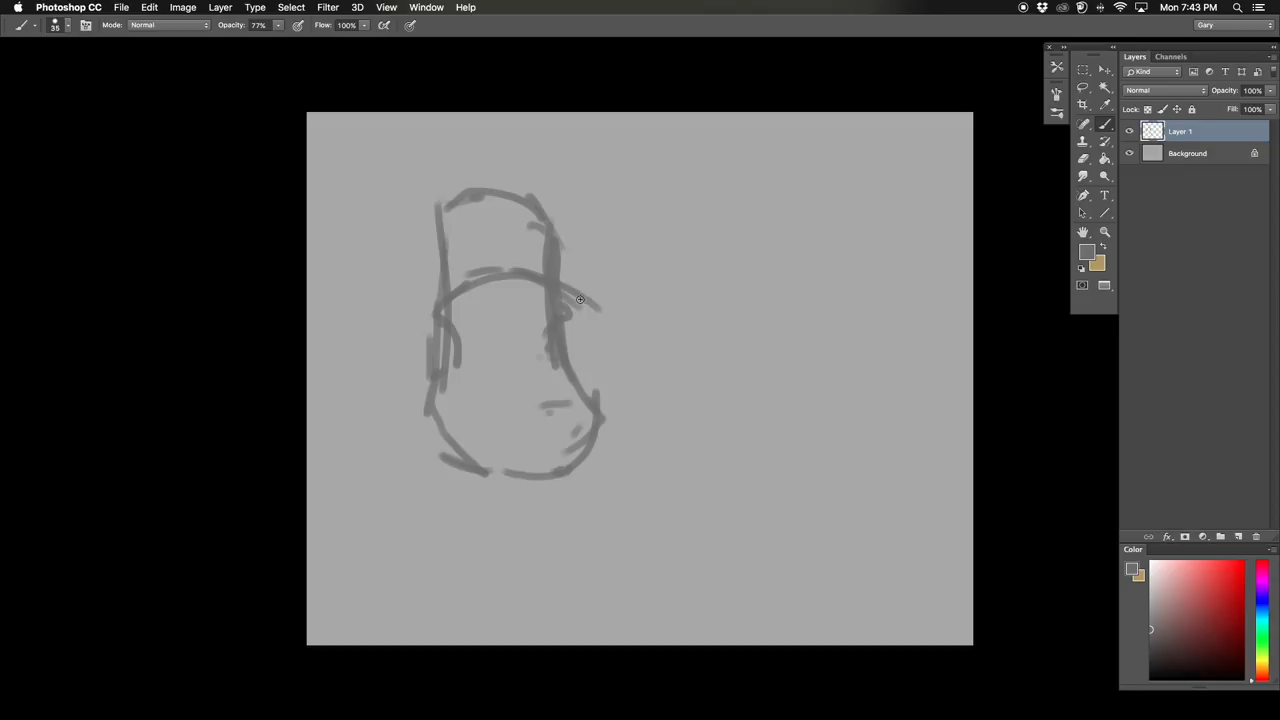 Photoshop CC File Edit Image Layer Type Select Filter 3D View Window Help Mon 7:43 PM
35 Mode: Normal Opacity: 77% Flow: 100% Gary
Layers Channels
Kind
Normal Opacity: 100%
Lock: Fill: 100%
Layer 1
Background
Color